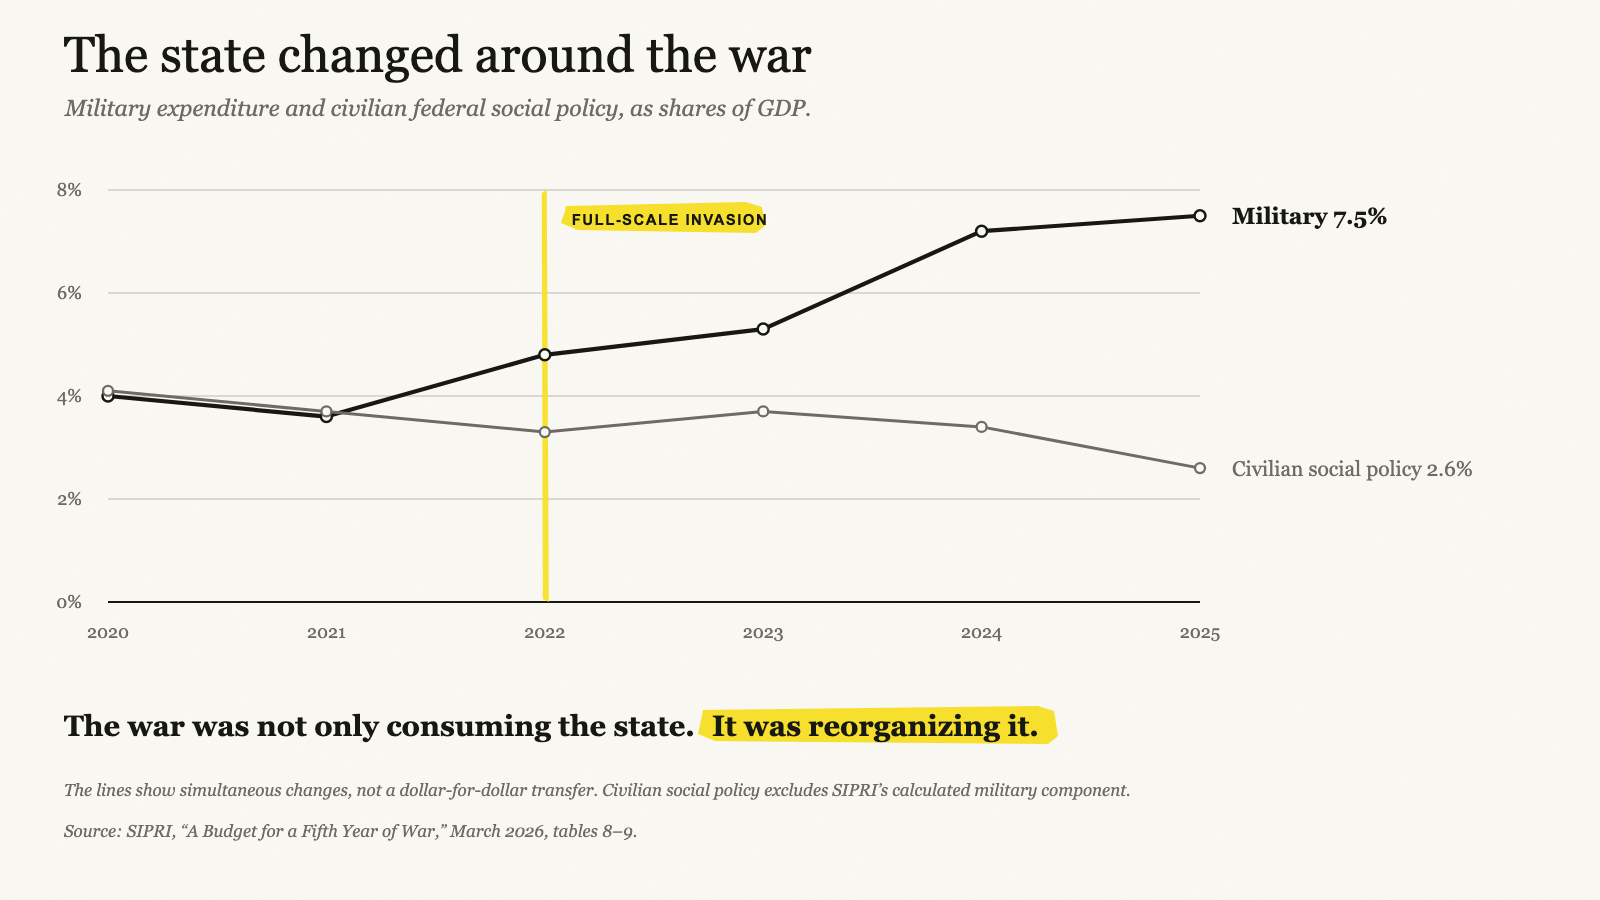 The state changed around the war
Military expenditure and civilian federal social policy, as shares of GDP.
8%
FULL-SCALE INVASION
Military 7.5%
6%
4%
Civilian social policy 2.6%
2%
0%
2020 2021 2022 2023 2024 2025
The war was not only consuming the state. It was reorganizing it.
The lines show simultaneous changes, not a dollar-for-dollar transfer. Civilian social policy excludes SIPRI’s calculated military component.
Source: SIPRI, “A Budget for a Fifth Year of War,” March 2026, tables 8–9.